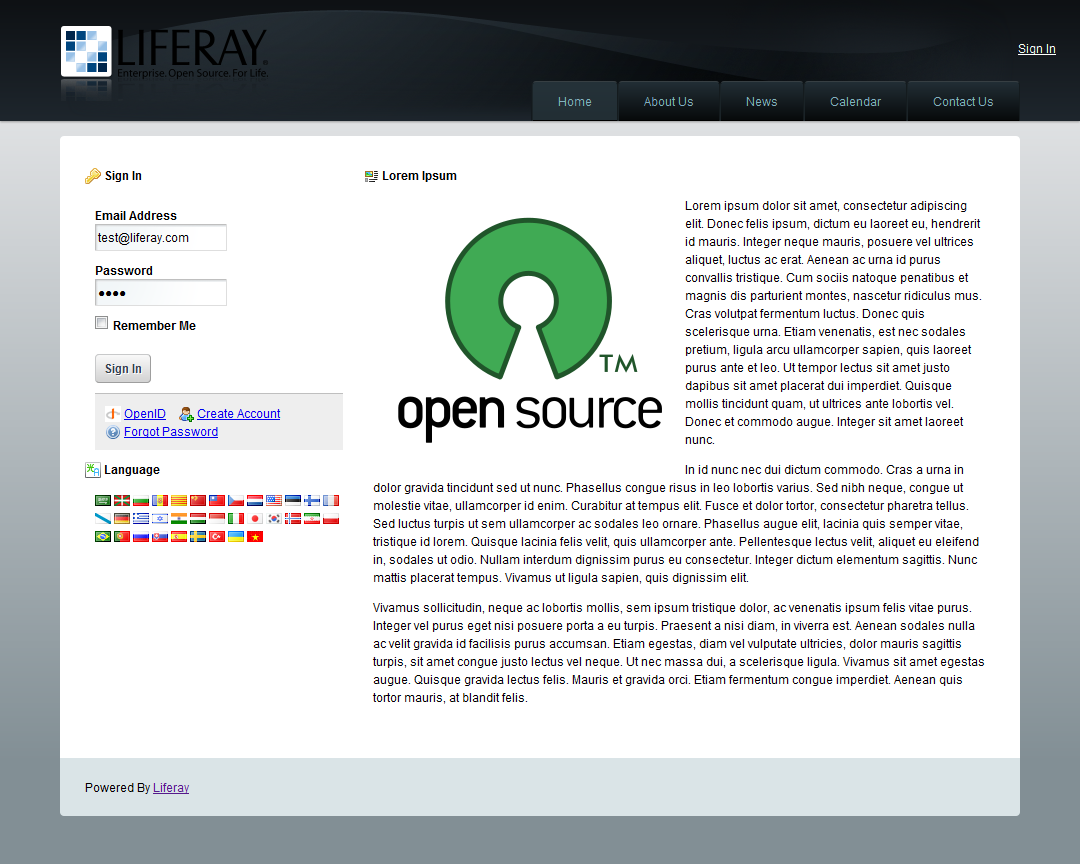 LIFERAY.
Enterprise. Open Source. For Life.
Sign In
Home
About Us
News
Calendar
Contact Us
Sign In
Email Address
test@liferay.com
Password
••••
Remember Me
Sign In
OpenID
Create Account
Forgot Password
Language
Lorem Ipsum
TM
open source
Lorem ipsum dolor sit amet, consectetur adipiscing
elit. Donec felis ipsum, dictum eu laoreet eu, hendrerit
id mauris. Integer neque mauris, posuere vel ultrices
aliquet, luctus ac erat. Aenean ac urna id purus
convallis tristique. Cum sociis natoque penatibus et
magnis dis parturient montes, nascetur ridiculus mus.
Cras volutpat fermentum luctus. Donec quis
scelerisque urna. Etiam venenatis, est nec sodales
pretium, ligula arcu ullamcorper sapien, quis laoreet
purus ante et leo. Ut tempor lectus sit amet justo
dapibus sit amet placerat dui imperdiet. Quisque
mollis tincidunt quam, ut ultrices ante lobortis vel.
Donec et commodo augue. Integer sit amet laoreet
nunc.
In id nunc nec dui dictum commodo. Cras a urna in
dolor gravida tincidunt sed ut nunc. Phasellus congue risus in leo lobortis varius. Sed nibh neque, congue ut
molestie vitae, ullamcorper id enim. Curabitur at tempus elit. Fusce et dolor tortor, consectetur pharetra tellus.
Sed luctus turpis ut sem ullamcorper ac sodales leo ornare. Phasellus augue elit, lacinia quis semper vitae,
tristique id lorem. Quisque lacinia felis velit, quis ullamcorper ante. Pellentesque lectus velit, aliquet eu eleifend
in, sodales ut odio. Nullam interdum dignissim purus eu consectetur. Integer dictum elementum sagittis. Nunc
mattis placerat tempus. Vivamus ut ligula sapien, quis dignissim elit.
Vivamus sollicitudin, neque ac lobortis mollis, sem ipsum tristique dolor, ac venenatis ipsum felis vitae purus.
Integer vel purus eget nisi posuere porta a eu turpis. Praesent a nisi diam, in viverra est. Aenean sodales nulla
ac velit gravida id facilisis purus accumsan. Etiam egestas, diam vel vulputate ultricies, dolor mauris sagittis
turpis, sit amet congue justo lectus vel neque. Ut nec massa dui, a scelerisque ligula. Vivamus sit amet egestas
augue. Quisque gravida lectus felis. Mauris et gravida orci. Etiam fermentum congue imperdiet. Aenean quis
tortor mauris, at blandit felis.
Powered By Liferay